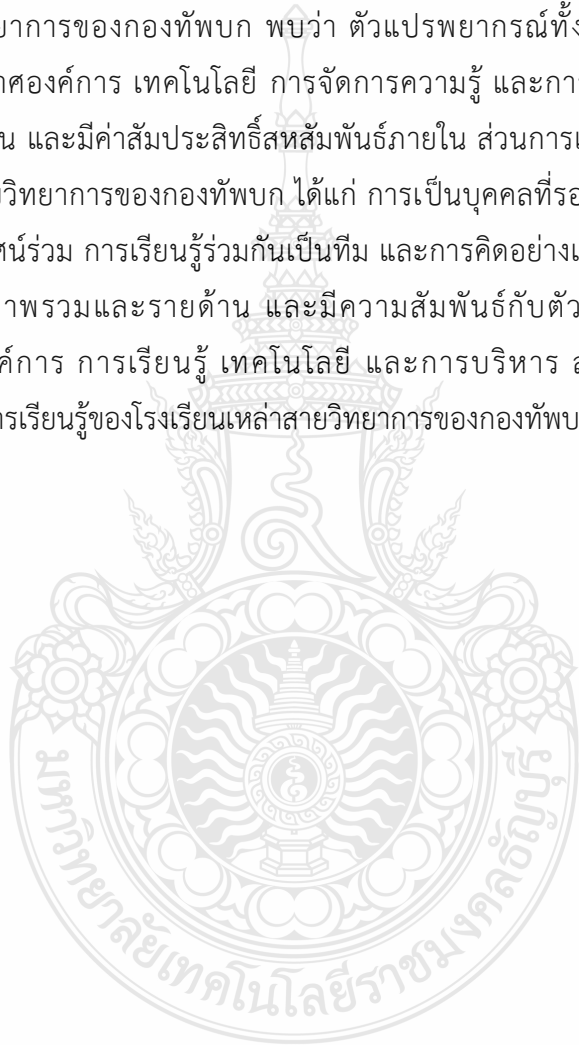 ยาการของกองทัพบก พบว่า ตัวแปรพยากรณ์ทั้ง
าศองค์การ เทคโนโลยี การจัดการความรู้ และกา
น และมีค่าสัมประสิทธิ์สหสัมพันธ์ภายใน ส่วนการเ
วิทยาการของกองทัพบก ได้แก่ การเป็นบุคคลที่รอ
ศน์ร่วม การเรียนรู้ร่วมกันเป็นทีม และการคิดอย่างเ
าพรวมและรายด้าน และมีความสัมพันธ์กับตัว
ค์การ การเรียนรู้ เทคโนโลยี และการบริหาร ส
ารเรียนรู้ของโรงเรียนเหล่าสายวิทยาการของกองทัพบ
มหาวิทยาลัยเทคโนโลยีราชมงคลธัญบุรี